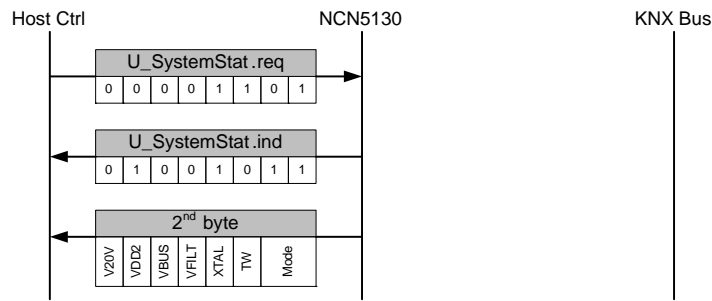 Host Ctrl NCN5130 KNX Bus
U_SystemStat.req
0 0 0 0 1 1 0 1
U_SystemStat.ind
0 1 0 0 1 0 1 1
2nd byte
V20V VDD2 VBUS VFILT XTAL TW Mode